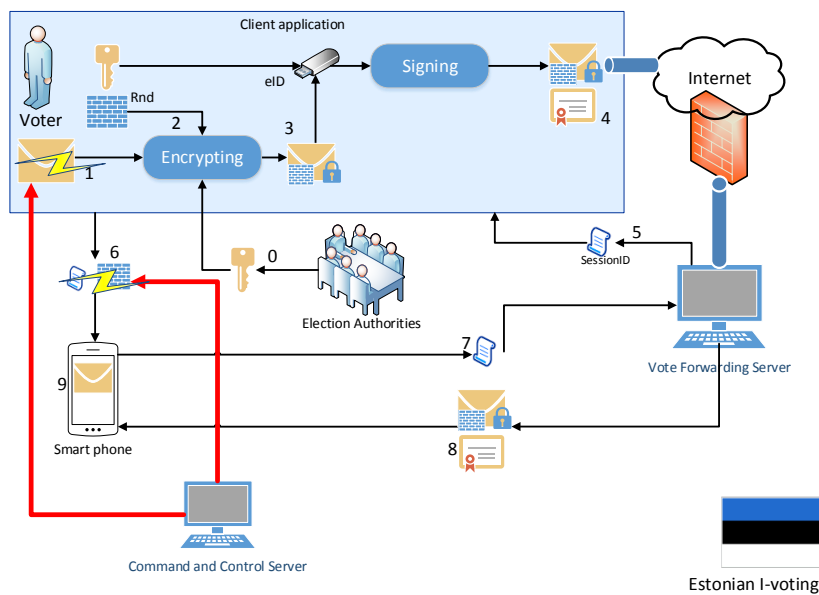 Client application
Voter
Rnd
eID
Signing
Internet
2
3
4
Encrypting
1
6
0
5
SessionID
Election Authorities
7
Vote Forwarding Server
9
8
Smart phone
Command and Control Server
Estonian I-voting